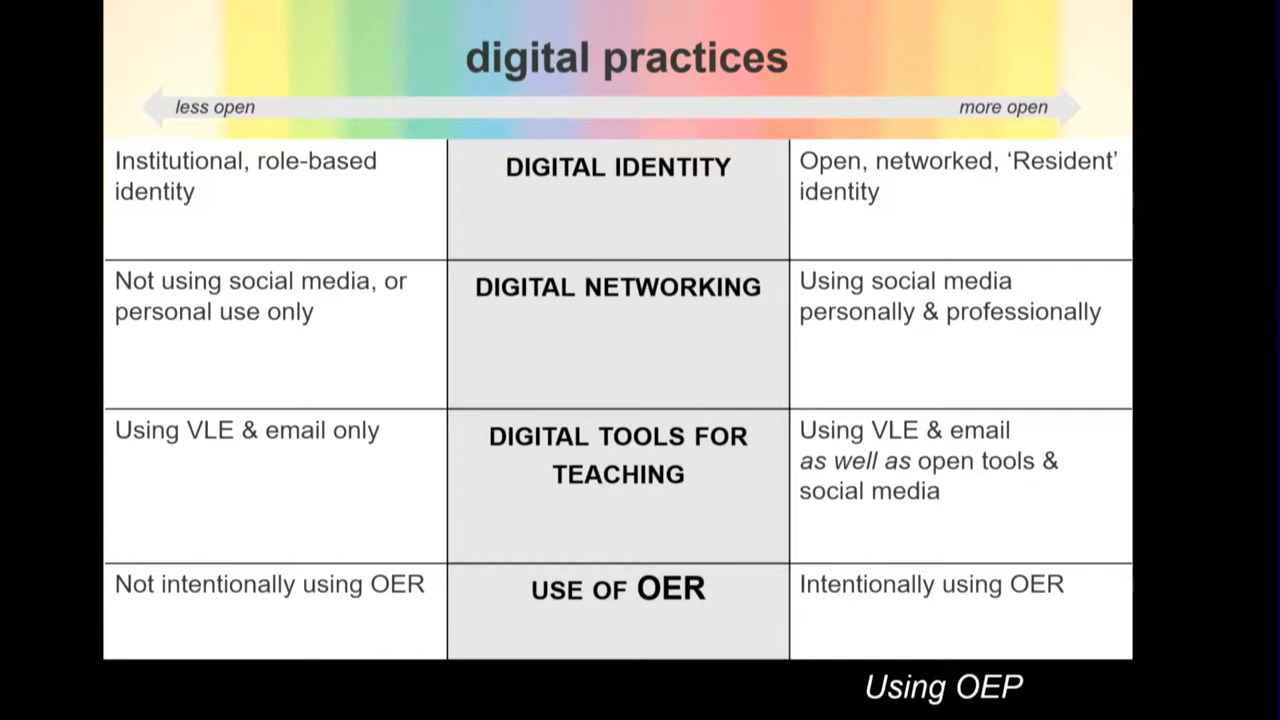 digital practices
less open
more open
Institutional, role-based
identity
DIGITAL IDENTITY
Open, networked, ‘Resident’
identity
Not using social media, or
personal use only
DIGITAL NETWORKING
Using social media
personally & professionally
Using VLE & email only
DIGITAL TOOLS FOR
TEACHING
Using VLE & email
as well as open tools &
social media
Not intentionally using OER
USE OF OER
Intentionally using OER
Using OEP